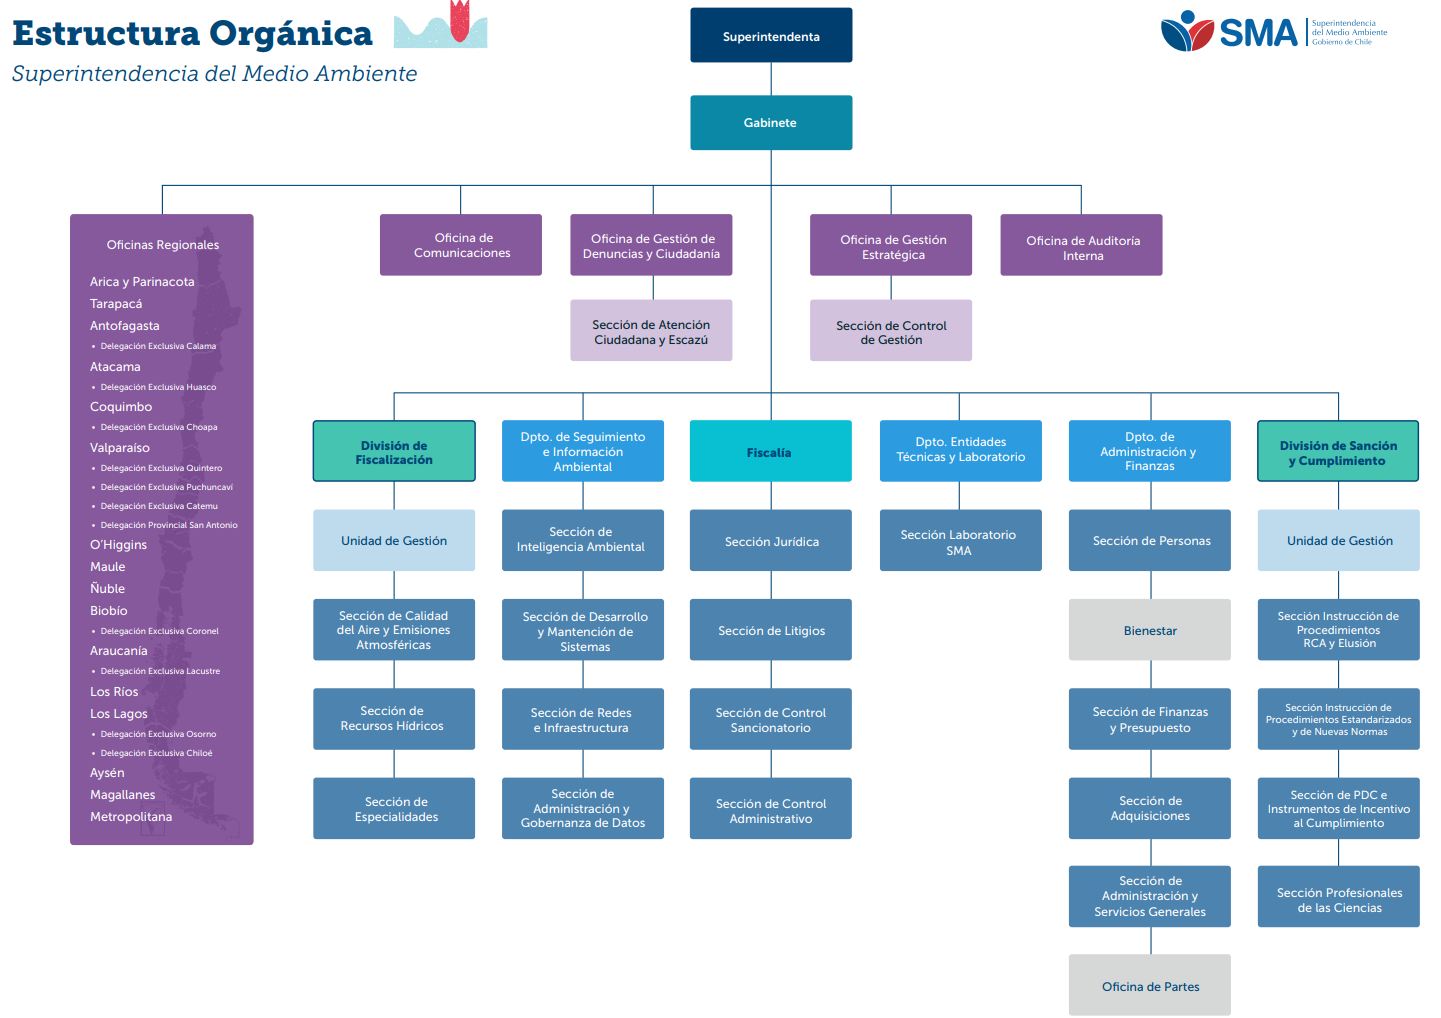 Estructura Orgánica
Superintendencia del Medio Ambiente
SMA
Superintendencia
del Medio Ambiente
Gobierno de Chile
Superintendenta
Gabinete
Oficinas Regionales
Arica y Parinacota
Tarapacá
Antofagasta
• Delegación Exclusiva Calama
Atacama
• Delegación Exclusiva Huasco
Coquimbo
• Delegación Exclusiva Choapa
Valparaíso
• Delegación Exclusiva Quintero
• Delegación Exclusiva Puchuncaví
• Delegación Exclusiva Catemu
• Delegación Provincial San Antonio
O’Higgins
Maule
Ñuble
Biobío
• Delegación Exclusiva Coronel
Araucanía
• Delegación Exclusiva Lacustre
Los Ríos
Los Lagos
• Delegación Exclusiva Osorno
• Delegación Exclusiva Chiloé
Aysén
Magallanes
Metropolitana
Oficina de
Comunicaciones
Oficina de Gestión de
Denuncias y Ciudadanía
Sección de Atención
Ciudadana y Escazú
Oficina de Gestión
Estratégica
Sección de Control
de Gestión
Oficina de Auditoría
Interna
División de
Fiscalización
Unidad de Gestión
Sección de Calidad
del Aire y Emisiones
Atmosféricas
Sección de
Recursos Hídricos
Sección de
Especialidades
Dpto. de Seguimiento
e Información
Ambiental
Sección de
Inteligencia Ambiental
Sección de Desarrollo
y Mantención de
Sistemas
Sección de Redes
e Infraestructura
Sección de
Administración y
Gobernanza de Datos
Fiscalía
Sección Jurídica
Sección de Litigios
Sección de Control
Sancionatorio
Sección de Control
Administrativo
Dpto. Entidades
Técnicas y Laboratorio
Sección Laboratorio
SMA
Dpto. de
Administración y
Finanzas
Sección de Personas
Bienestar
Sección de Finanzas
y Presupuesto
Sección de
Adquisiciones
Sección de
Administración y
Servicios Generales
Oficina de Partes
División de Sanción
y Cumplimiento
Unidad de Gestión
Sección Instrucción de
Procedimientos
RCA y Elusión
Sección Instrucción de
Procedimientos Estandarizados
y de Nuevas Normas
Sección de PDC e
Instrumentos de Incentivo
al Cumplimiento
Sección Profesionales
de las Ciencias